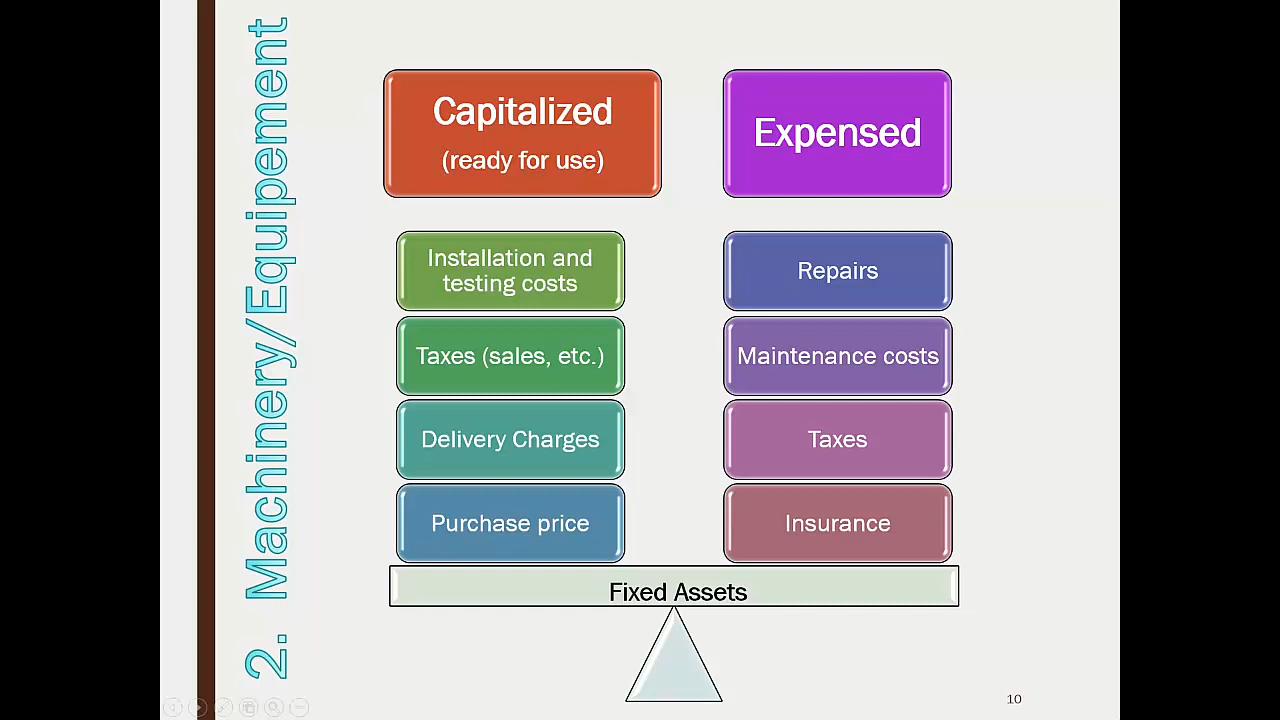 2. Machinery/Equipement
Capitalized
(ready for use)
Expensed
Installation and
testing costs
Taxes (sales, etc.)
Delivery Charges
Purchase price
Repairs
Maintenance costs
Taxes
Insurance
Fixed Assets
10